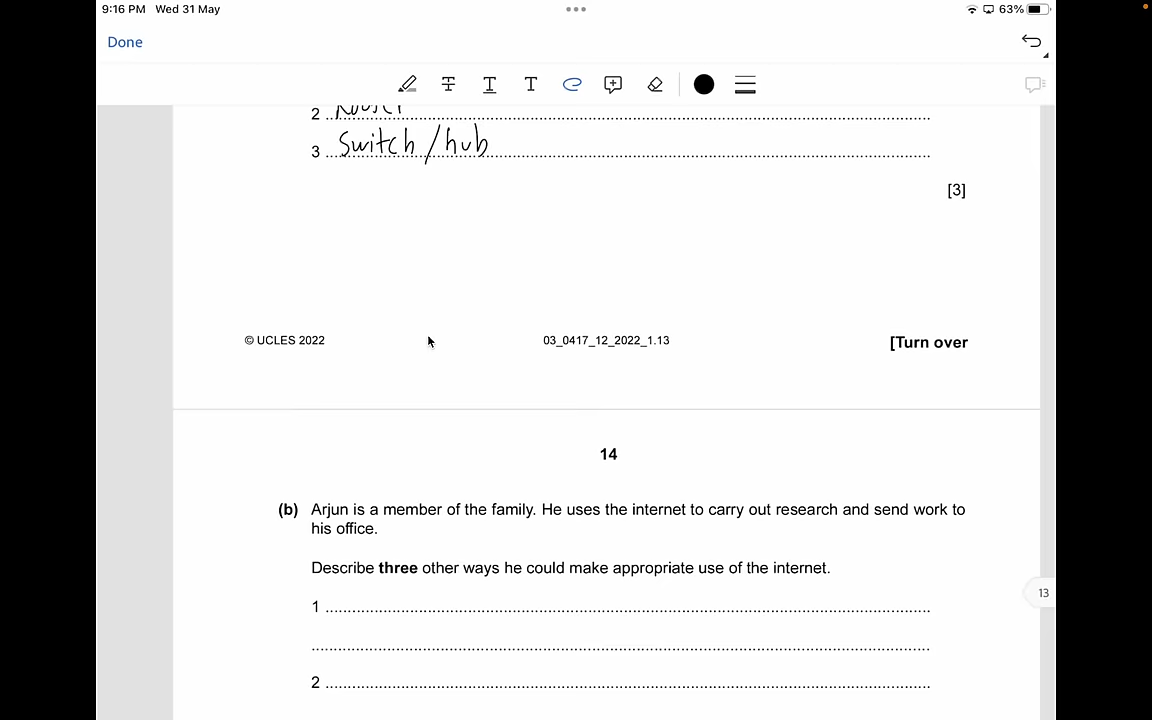 9:16 PM Wed 31 May
63%
Done
T T T
2
3 Switch/hub
[3]
© UCLES 2022 03_0417_12_2022_1.13 [Turn over
14
(b) Arjun is a member of the family. He uses the internet to carry out research and send work to
his office.
Describe three other ways he could make appropriate use of the internet.
1
13
2